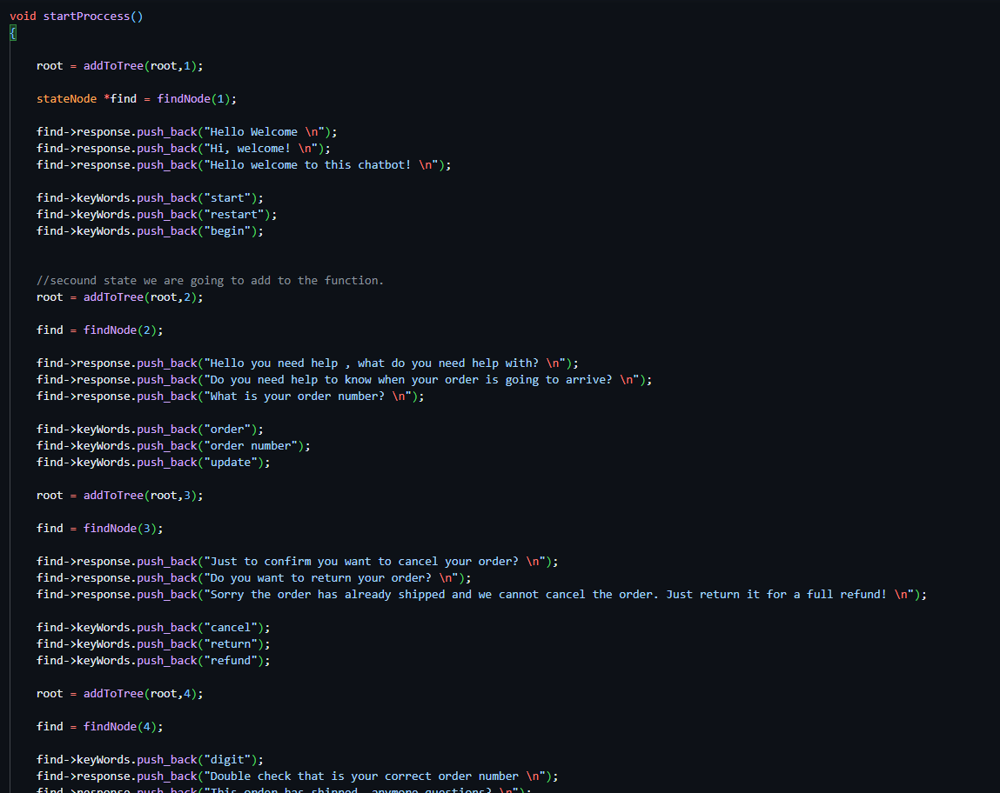 void startProccess()
{
root = addToTree(root,1);
stateNode *find = findNode(1);
find->response.push_back("Hello Welcome \n");
find->response.push_back("Hi, welcome! \n");
find->response.push_back("Hello welcome to this chatbot! \n");
find->keyWords.push_back("start");
find->keyWords.push_back("restart");
find->keyWords.push_back("begin");
//secound state we are going to add to the function.
root = addToTree(root,2);
find = findNode(2);
find->response.push_back("Hello you need help , what do you need help with? \n");
find->response.push_back("Do you need help to know when your order is going to arrive? \n");
find->response.push_back("What is your order number? \n");
find->keyWords.push_back("order");
find->keyWords.push_back("order number");
find->keyWords.push_back("update");
root = addToTree(root,3);
find = findNode(3);
find->response.push_back("Just to confirm you want to cancel your order? \n");
find->response.push_back("Do you want to return your order? \n");
find->response.push_back("Sorry the order has already shipped and we cannot cancel the order. Just return it for a full refund! \n");
find->keyWords.push_back("cancel");
find->keyWords.push_back("return");
find->keyWords.push_back("refund");
root = addToTree(root,4);
find = findNode(4);
find->keyWords.push_back("digit");
find->response.push_back("Double check that is your correct order number \n");
find->response.push_back("This order has shipped, anymore questions? \n");